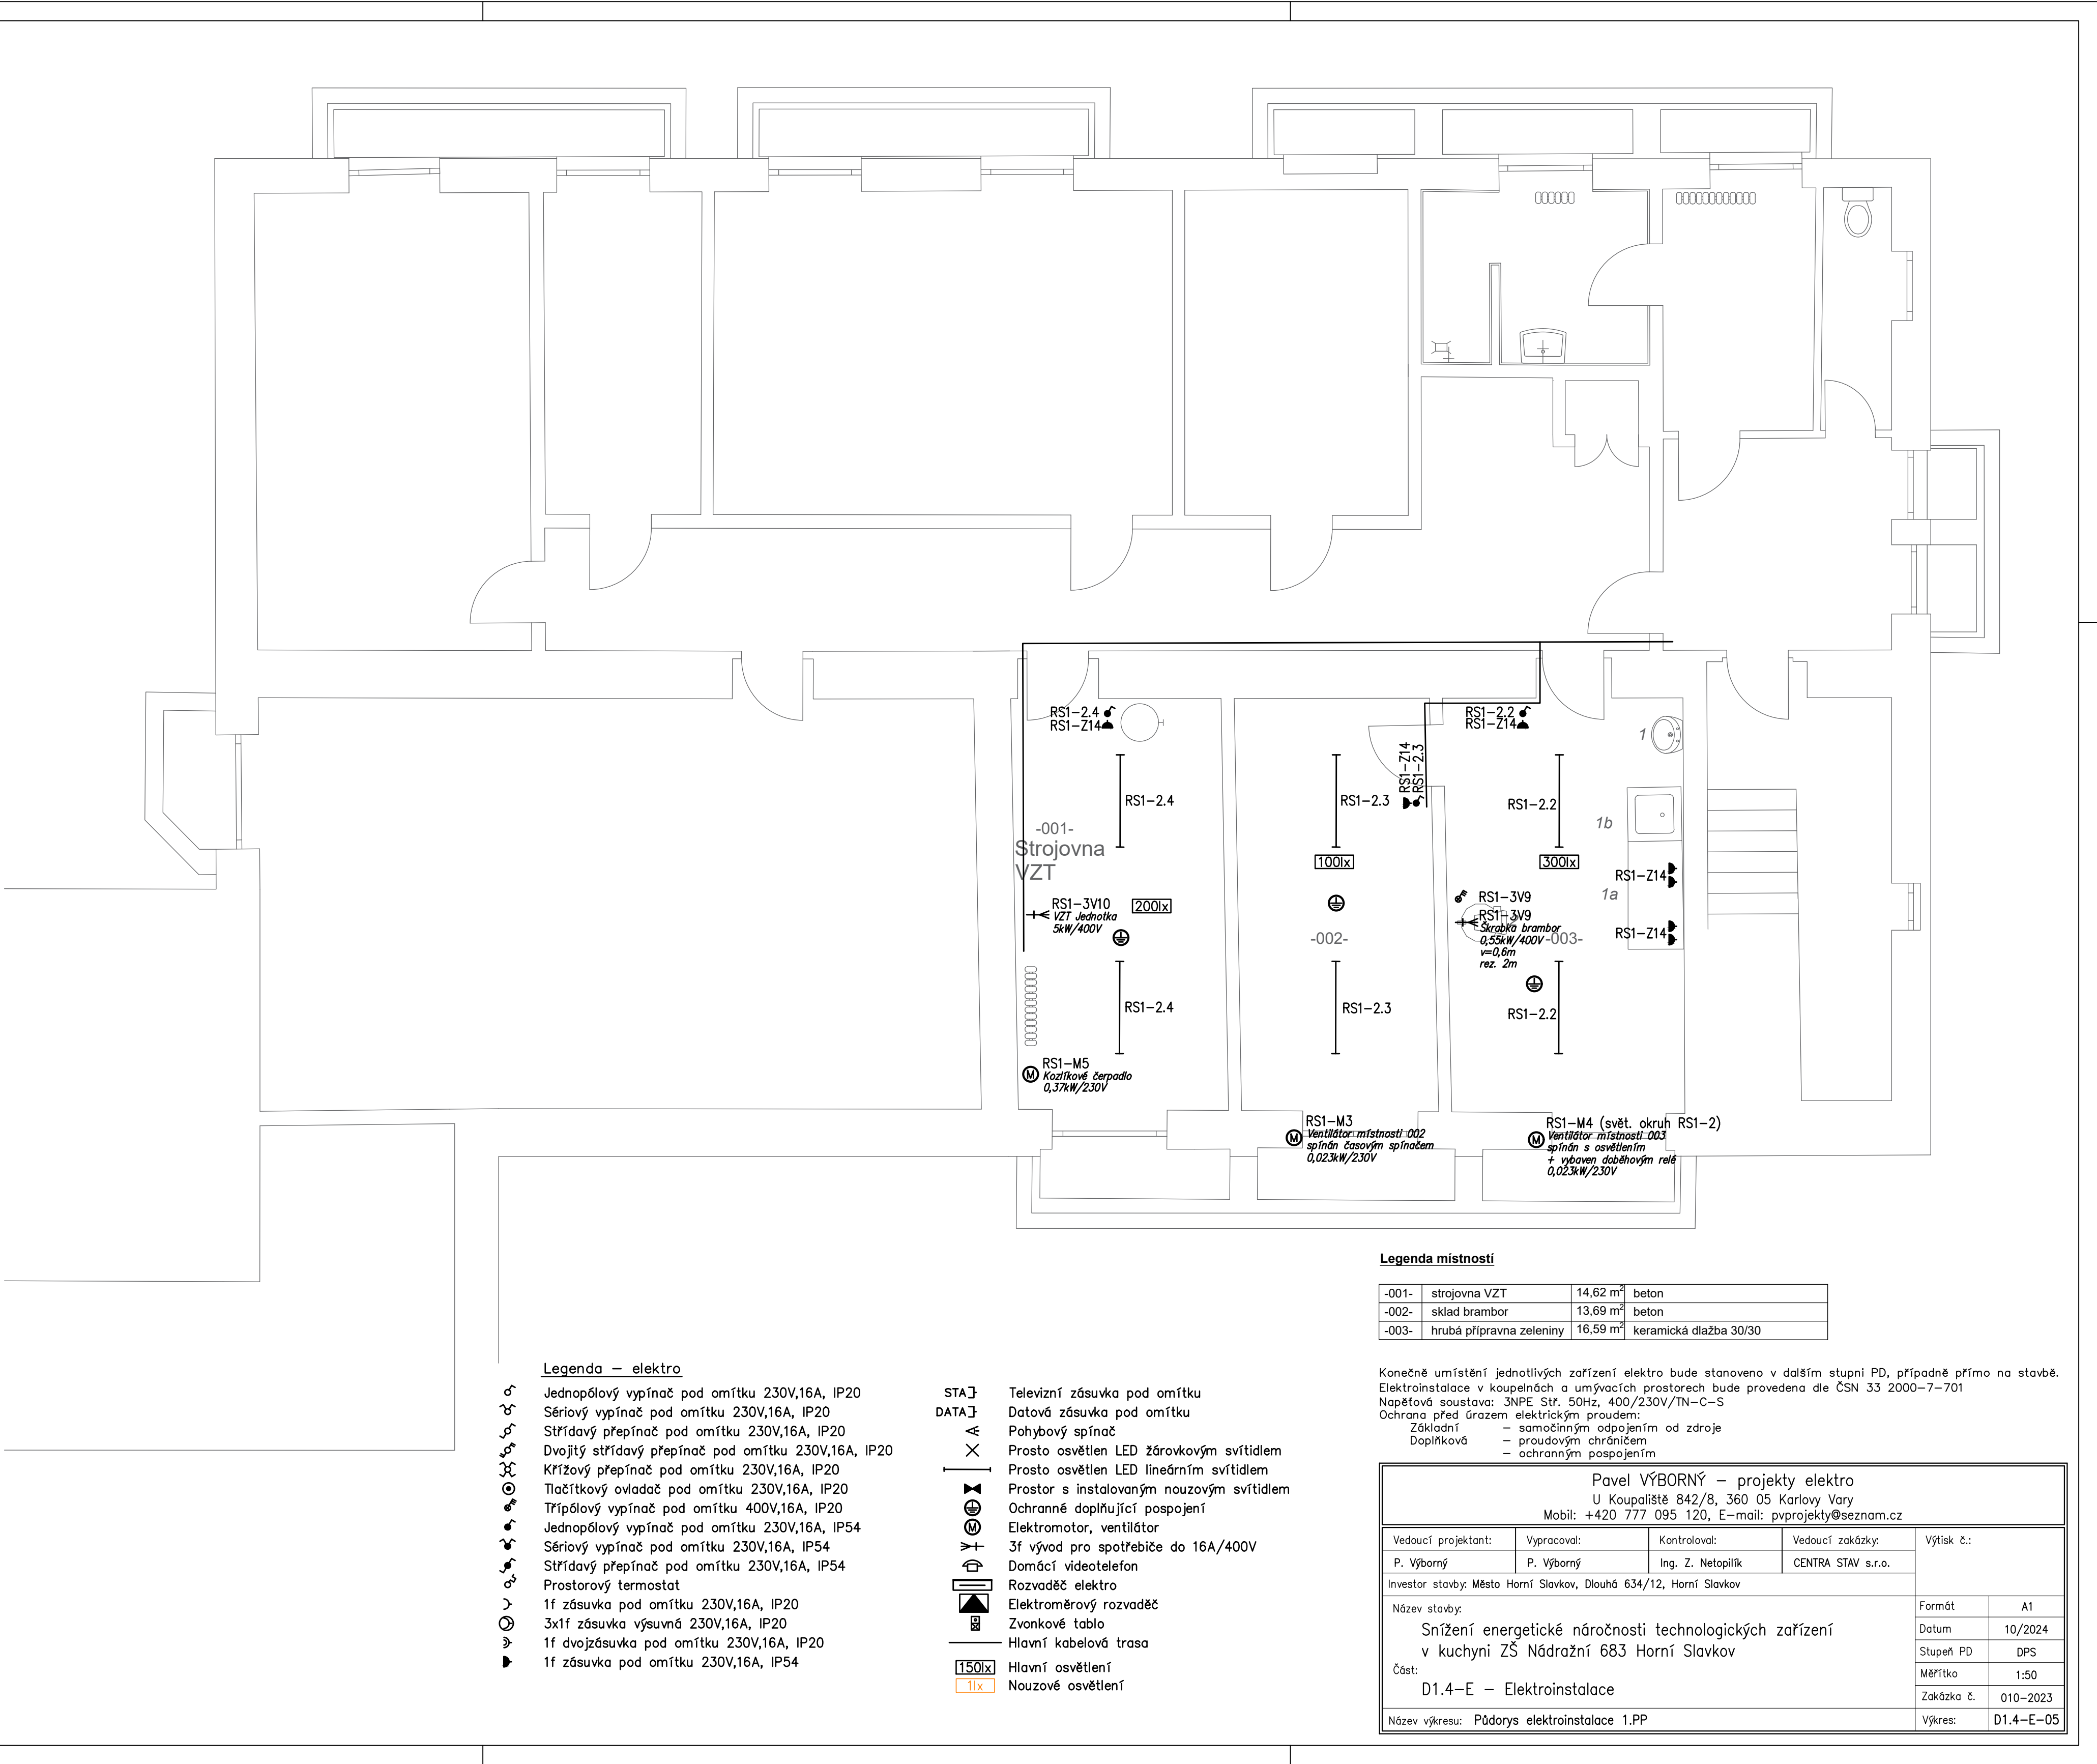 RS1-2.4
RS1-Z14
RS1-2.2
RS1-Z14
1
RS1-Z14
RS1-2.3
RS1-2.4
RS1-2.3
RS1-2.2
1b
-001-
Strojovna
VZT
100lx
300lx
RS1-Z14
1a
RS1-3V10
VZT Jednotka
5kW/400V
200lx
RS1-3V9
RS1-3V9
Škrabka brambor
0,55kW/400V
v=0,6m
rez. 2m
-002-
-003-
RS1-Z14
RS1-2.4
RS1-2.3
RS1-2.2
M
RS1-M5
Kozlíkové čerpadlo
0,37kW/230V
M
RS1-M3
Ventilátor místnosti 002
spínán časovým spínačem
0,023kW/230V
M
RS1-M4 (svět. okruh RS1-2)
Ventilátor místnosti 003
spínán s osvětlením
+ vybaven doběhovým relé
0,023kW/230V
Legenda místností
-001- strojovna VZT 14,62 m² beton
-002- sklad brambor 13,69 m² beton
-003- hrubá přípravna zeleniny 16,59 m² keramická dlažba 30/30
Legenda – elektro
Jednopólový vypínač pod omítku 230V,16A, IP20
Sériový vypínač pod omítku 230V,16A, IP20
Střídavý přepínač pod omítku 230V,16A, IP20
Dvojitý střídavý přepínač pod omítku 230V,16A, IP20
Křížový přepínač pod omítku 230V,16A, IP20
Tlačítkový ovladač pod omítku 230V,16A, IP20
Třípólový vypínač pod omítku 400V,16A, IP20
Jednopólový vypínač pod omítku 230V,16A, IP54
Sériový vypínač pod omítku 230V,16A, IP54
Střídavý přepínač pod omítku 230V,16A, IP54
Prostorový termostat
1f zásuvka pod omítku 230V,16A, IP20
3x1f zásuvka výsuvná 230V,16A, IP20
1f dvojzásuvka pod omítku 230V,16A, IP20
1f zásuvka pod omítku 230V,16A, IP54
STA Televizní zásuvka pod omítku
DATA Datová zásuvka pod omítku
Pohybový spínač
Prosto osvětlen LED žárovkovým svítidlem
Prosto osvětlen LED lineárním svítidlem
Prostor s instalovaným nouzovým svítidlem
Ochranné doplňující pospojení
M Elektromotor, ventilátor
3f vývod pro spotřebiče do 16A/400V
Domácí videotelefon
Rozvaděč elektro
Elektroměrový rozvaděč
Zvonkové tablo
Hlavní kabelová trasa
150lx Hlavní osvětlení
1lx Nouzové osvětlení
Konečné umístění jednotlivých zařízení elektro bude stanoveno v dalším stupni PD, případně přímo na stavbě.
Elektroinstalace v koupelnách a umývacích prostorech bude provedena dle ČSN 33 2000-7-701
Napěťová soustava: 3NPE Stř. 50Hz, 400/230V/TN-C-S
Ochrana před úrazem elektrickým proudem:
Základní – samočinným odpojením od zdroje
Doplňková – proudovým chráničem
– ochranným pospojením
Pavel VÝBORNÝ – projekty elektro
U Koupaliště 842/8, 360 05 Karlovy Vary
Mobil: +420 777 095 120, E-mail: pvprojekty@seznam.cz
Vedoucí projektant: Vypracoval: Kontroloval: Vedoucí zakázky: Výtisk č.:
P. Výborný P. Výborný Ing. Z. Netopilík CENTRA STAV s.r.o.
Investor stavby: Město Horní Slavkov, Dlouhá 634/12, Horní Slavkov
Název stavby:
Snížení energetické náročnosti technologických zařízení
v kuchyni ZŠ Nádražní 683 Horní Slavkov
Část:
D1.4-E – Elektroinstalace
Název výkresu: Půdorys elektroinstalace 1.PP
Formát A1
Datum 10/2024
Stupeň PD DPS
Měřítko 1:50
Zakázka č. 010-2023
Výkres: D1.4-E-05